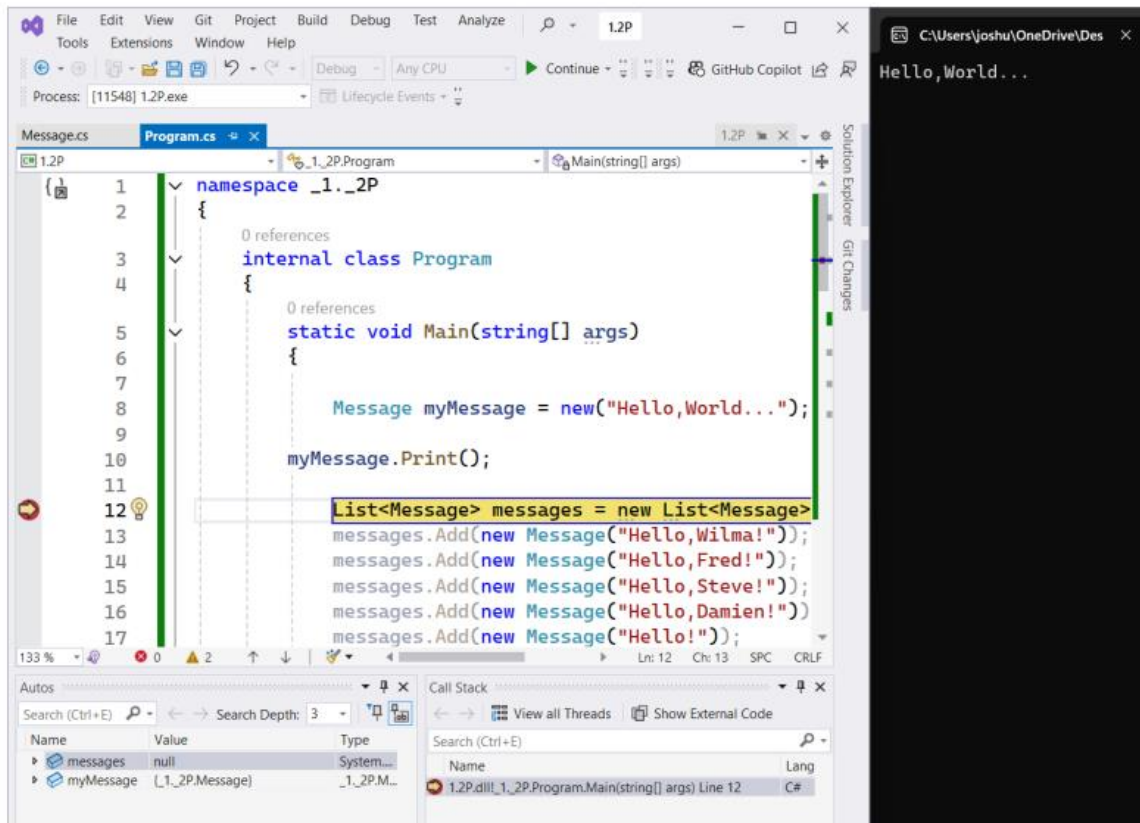 File Edit View Git Project Build Debug Test Analyze 1.2P
Tools Extensions Window Help
Debug Any CPU Continue GitHub Copilot
Process: [11548] 1.2P.exe Lifecycle Events
Message.cs Program.cs 1.2P
C# 1.2P _1._2P.Program Main(string[] args)
1 namespace _1._2P
2 {
0 references
3 internal class Program
4 {
0 references
5 static void Main(string[] args)
6 {
7
8 Message myMessage = new("Hello,World...");
9
10 myMessage.Print();
11
12 List<Message> messages = new List<Message>
13 messages.Add(new Message("Hello,Wilma!"));
14 messages.Add(new Message("Hello,Fred!"));
15 messages.Add(new Message("Hello,Steve!"));
16 messages.Add(new Message("Hello,Damien!"))
17 messages.Add(new Message("Hello!"));
133 % 0 2 Ln: 12 Ch: 13 SPC CRLF
Solution Explorer
Git Changes
Autos
Search (Ctrl+E) Search Depth: 3
Name Value Type
messages null System....
myMessage {_1._2P.Message} _1._2P.M...
Call Stack
View all Threads Show External Code
Search (Ctrl+E)
Name Lang
1.2P.dll!_1._2P.Program.Main(string[] args) Line 12 C#
C:\Users\joshu\OneDrive\Des
Hello,World...